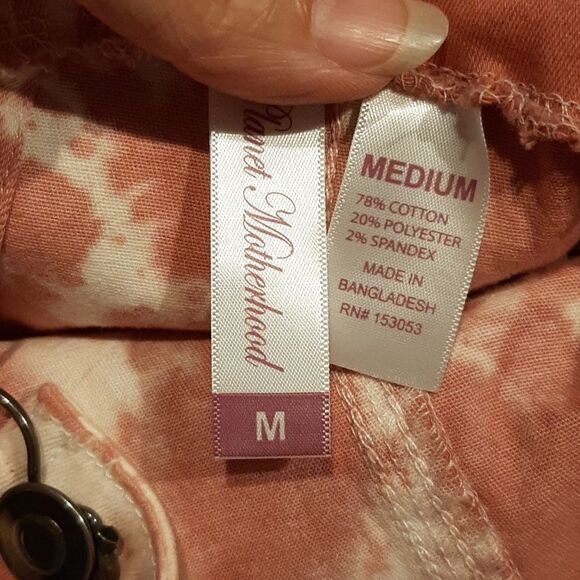 Planet Motherhood
M
MEDIUM
78% COTTON
20% POLYESTER
2% SPANDEX
MADE IN
BANGLADESH
RN# 153053